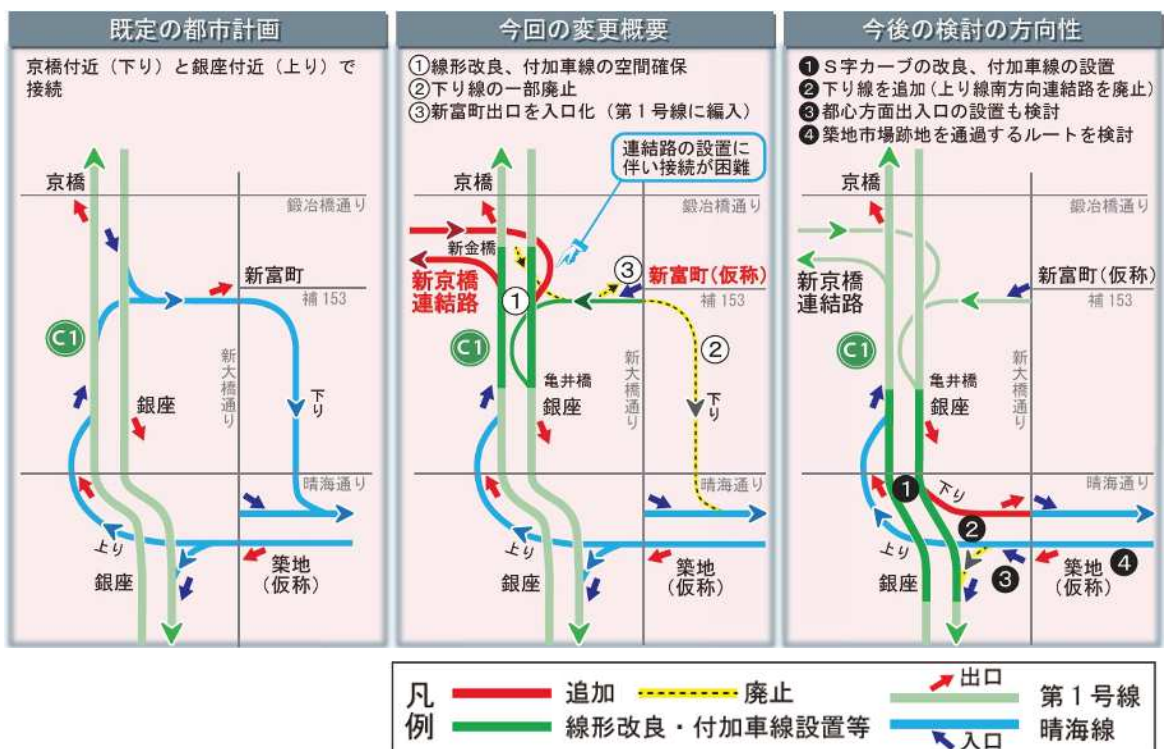 既定の都市計画
京橋付近（下り）と銀座付近（上り）で
接続
京橋
鍛冶橋通り
新富町
補153
C1
新大橋通り
下り
銀座
晴海通り
上り
築地
(仮称)
銀座
今回の変更概要
①線形改良、付加車線の空間確保
②下り線の一部廃止
③新富町出口を入口化（第１号線に編入）
連結路の設置に
伴い接続が困難
京橋
鍛冶橋通り
新金橋
③
新富町(仮称)
新京橋
連結路
①
補153
C1
②
新大橋通り
亀井橋
下り
銀座
晴海通り
上り
築地
(仮称)
銀座
今後の検討の方向性
❶Ｓ字カーブの改良、付加車線の設置
❷下り線を追加(上り線南方向連結路を廃止)
❸都心方面出入口の設置も検討
❹築地市場跡地を通過するルートを検討
京橋
鍛冶橋通り
新富町(仮称)
新京橋
連結路
補153
C1
新大橋通り
亀井橋
銀座
晴海通り
❶
下り
❷
上り
築地
(仮称)
❹
銀座
❸
凡例
追加
廃止
出口
第１号線
線形改良・付加車線設置等
入口
晴海線